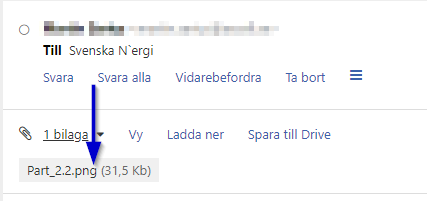 Till Svenska N`ergi
Svara Svara alla Vidarebefordra Ta bort
1 bilaga Vy Ladda ner Spara till Drive
Part_2.2.png (31,5 Kb)